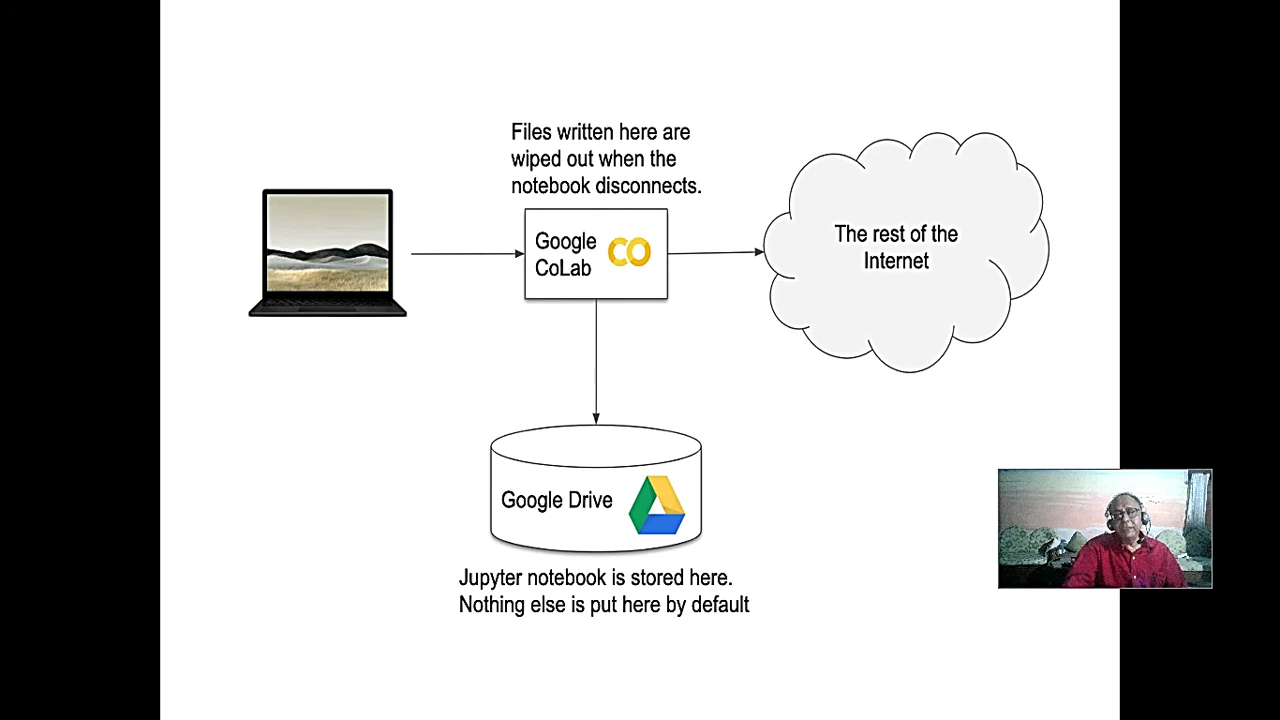 Files written here are
wiped out when the
notebook disconnects.
Google
CoLab
The rest of the
Internet
Google Drive
Jupyter notebook is stored here.
Nothing else is put here by default